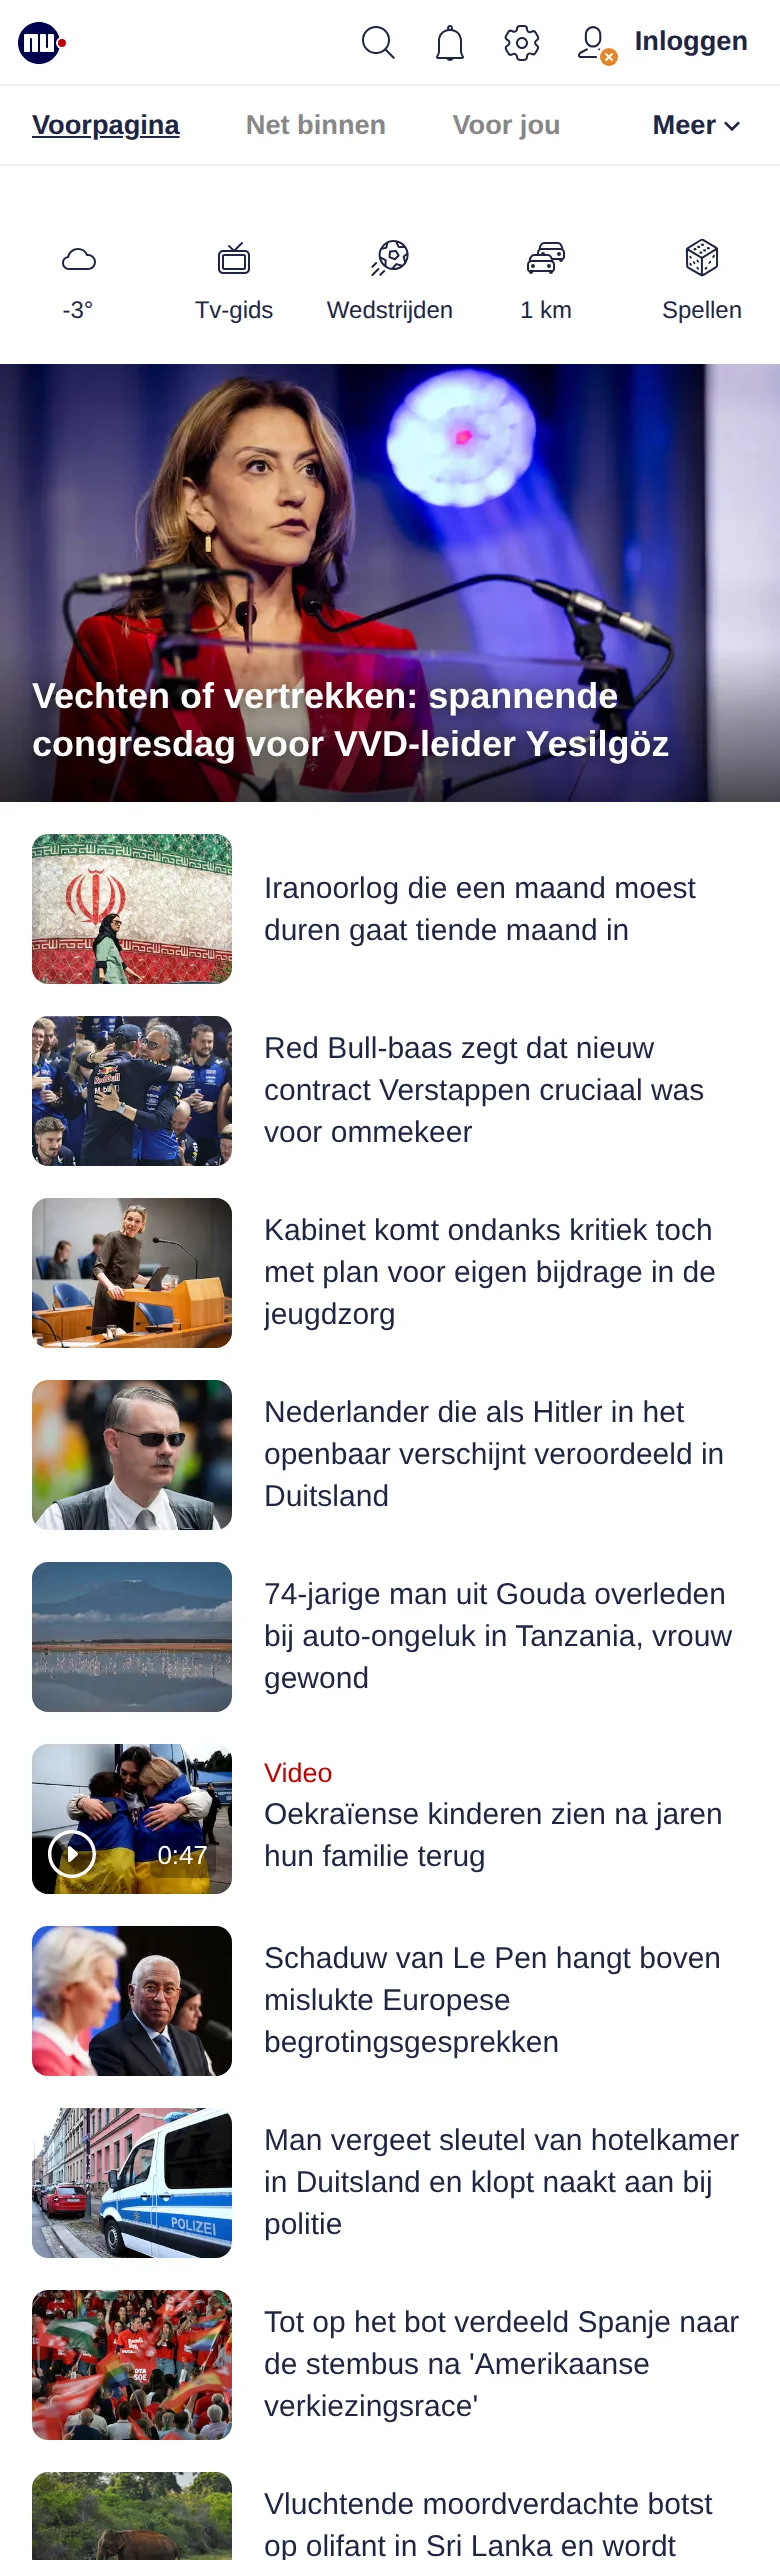 nu
Inloggen
Voorpagina
Net binnen
Voor jou
Meer
-3°
Tv-gids
Wedstrijden
1 km
Spellen
Vechten of vertrekken: spannende
congresdag voor VVD-leider Yesilgöz
Iranoorlog die een maand moest
duren gaat tiende maand in
Red Bull
Mobil 1
Red Bull-baas zegt dat nieuw
contract Verstappen cruciaal was
voor ommekeer
Kabinet komt ondanks kritiek toch
met plan voor eigen bijdrage in de
jeugdzorg
Nederlander die als Hitler in het
openbaar verschijnt veroordeeld in
Duitsland
74-jarige man uit Gouda overleden
bij auto-ongeluk in Tanzania, vrouw
gewond
0:47
Video
Oekraïense kinderen zien na jaren
hun familie terug
Schaduw van Le Pen hangt boven
mislukte Europese
begrotingsgesprekken
POLIZEI
Man vergeet sleutel van hotelkamer
in Duitsland en klopt naakt aan bij
politie
Tot op het bot verdeeld Spanje naar
de stembus na 'Amerikaanse
verkiezingsrace'
Vluchtende moordverdachte botst
op olifant in Sri Lanka en wordt